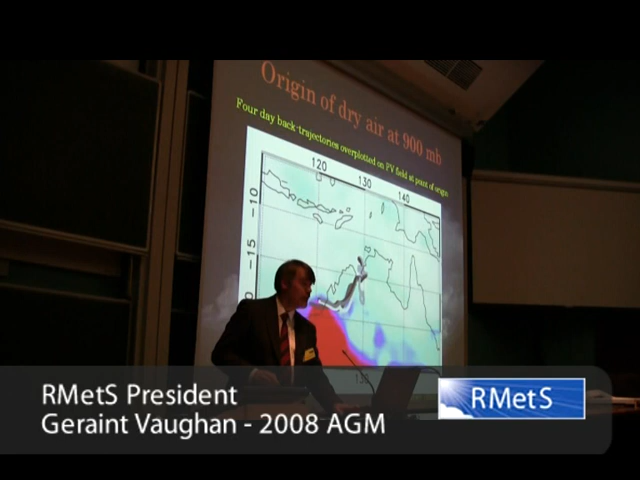 Origin of dry air at 900 mb
Four day back-trajectories overplotted on PV field at point of origin
120
130
140
-10
-15
RMetS President
Geraint Vaughan - 2008 AGM
RMetS